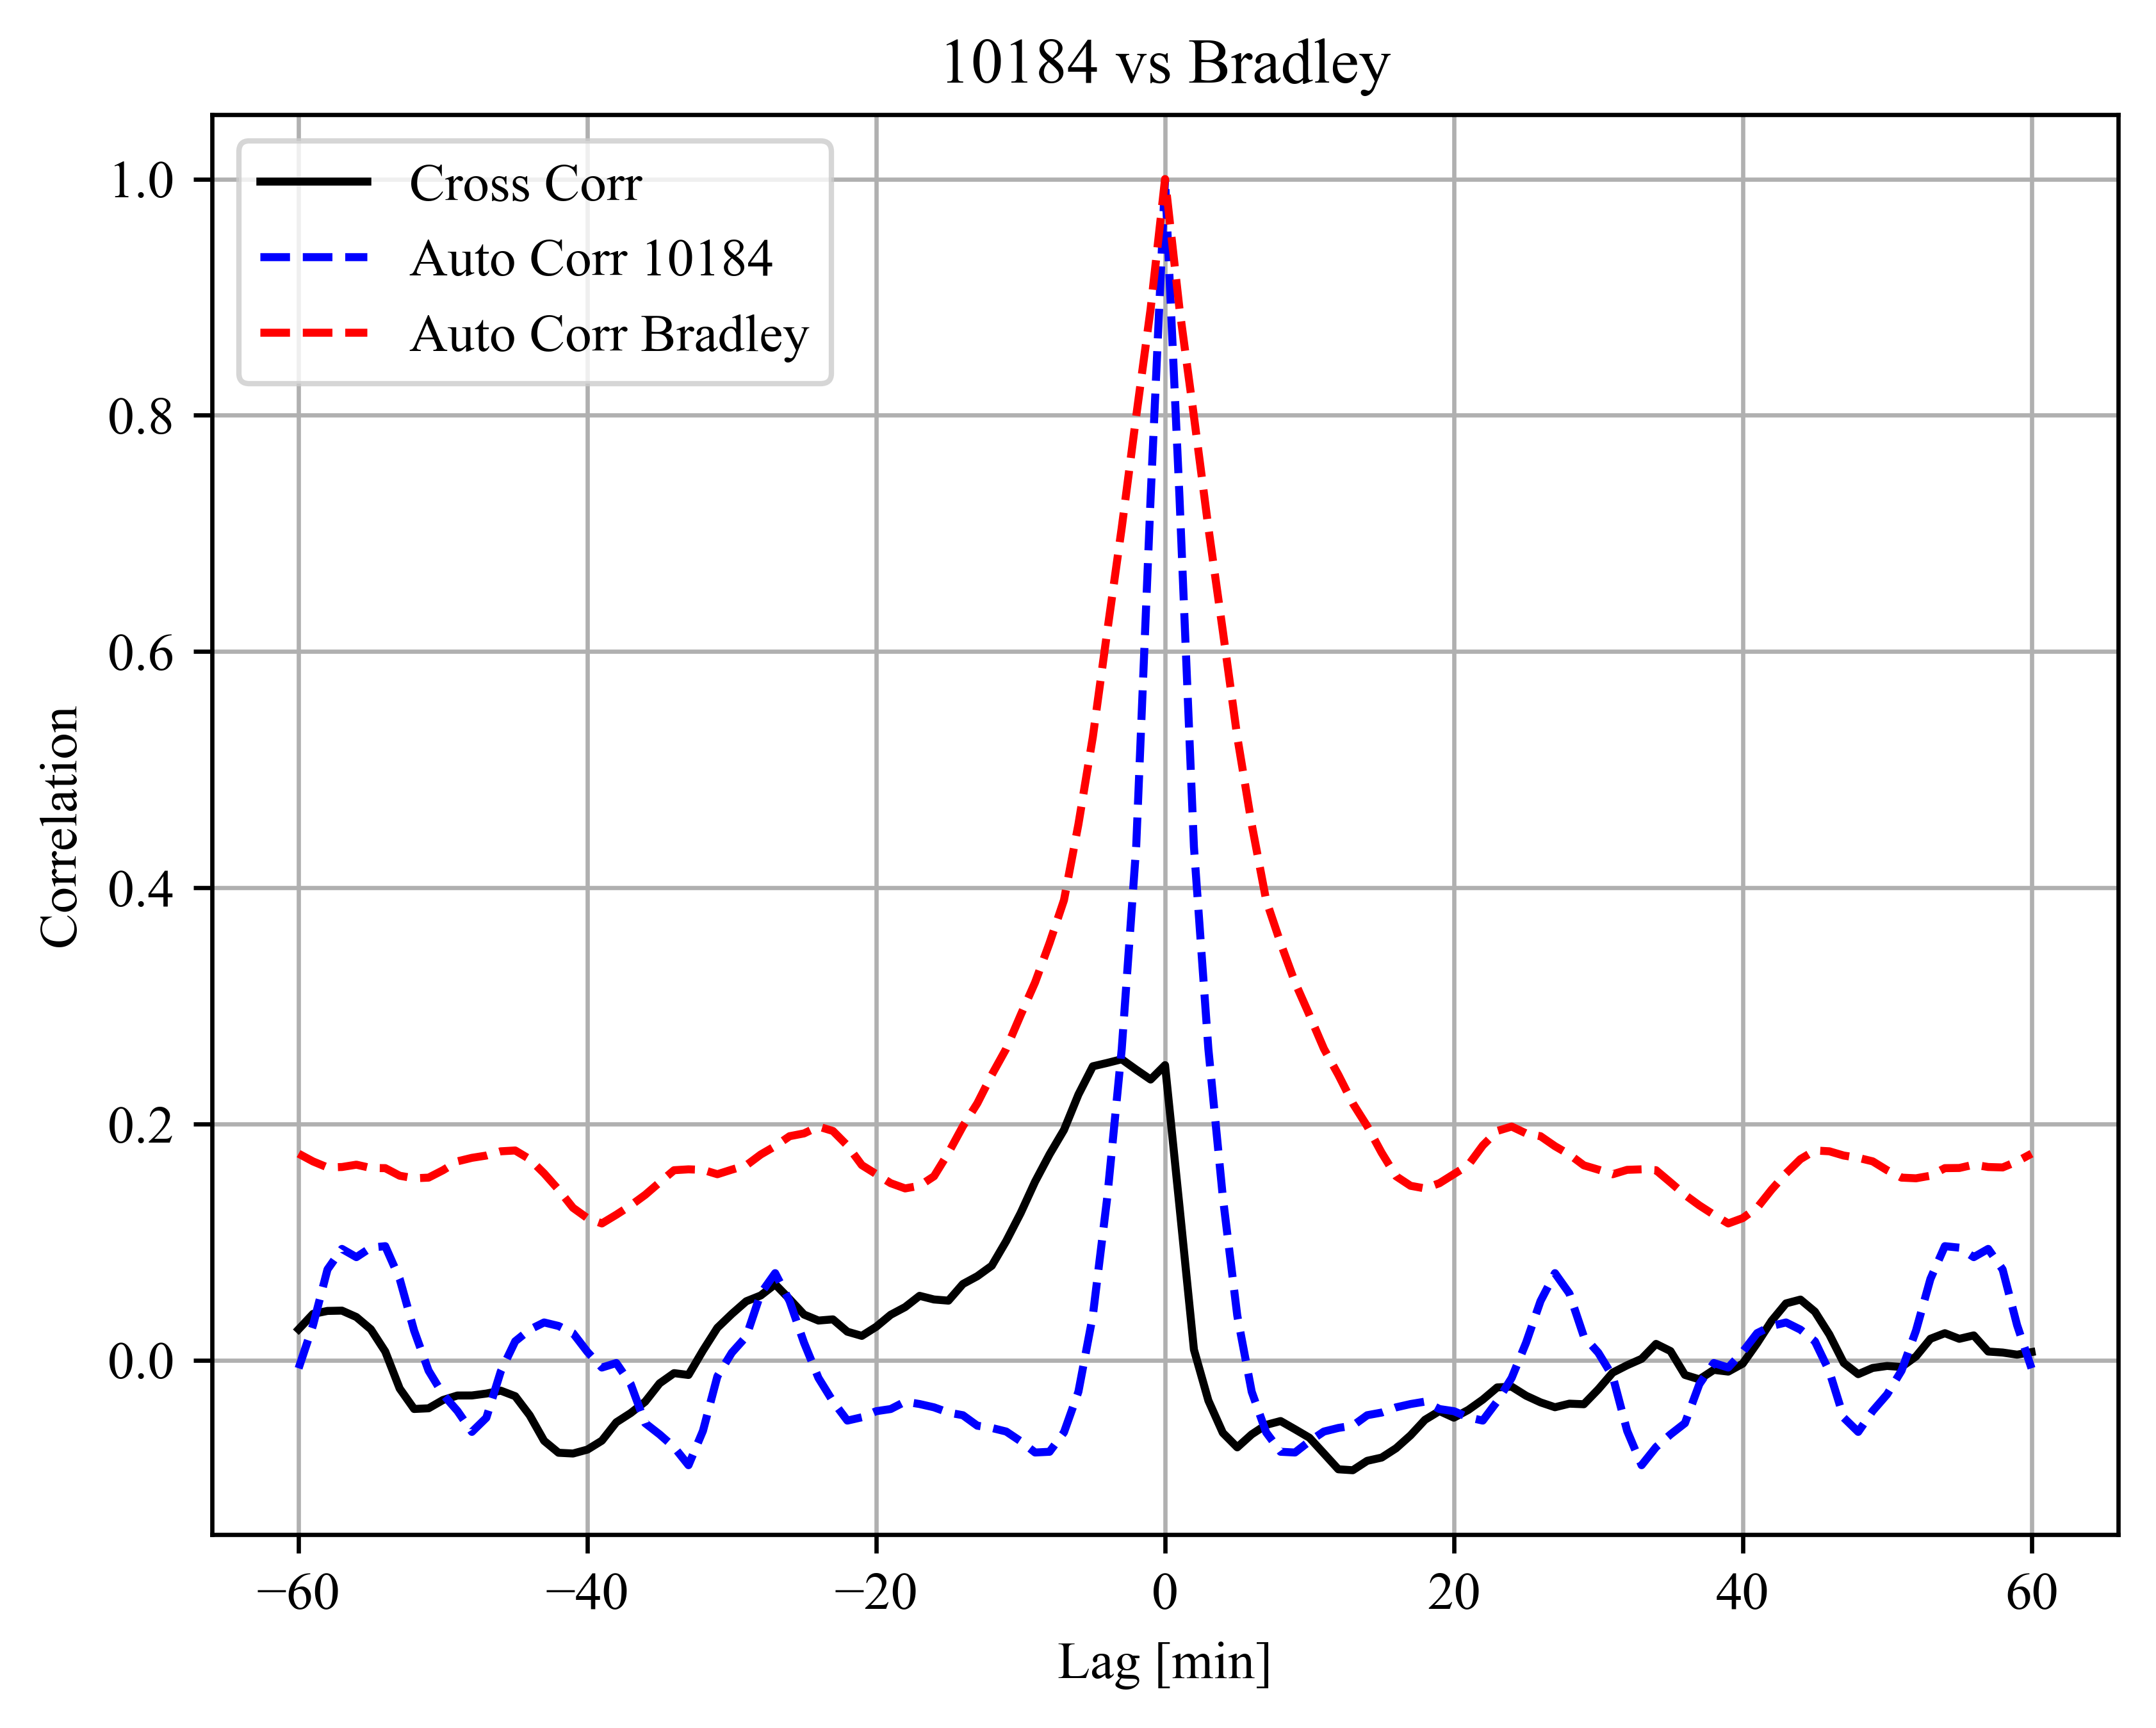 10184 vs Bradley
Cross Corr
Auto Corr 10184
Auto Corr Bradley
1.0
0.8
0.6
0.4
0.2
0.0
Correlation
−60 −40 −20 0 20 40 60
Lag [min]